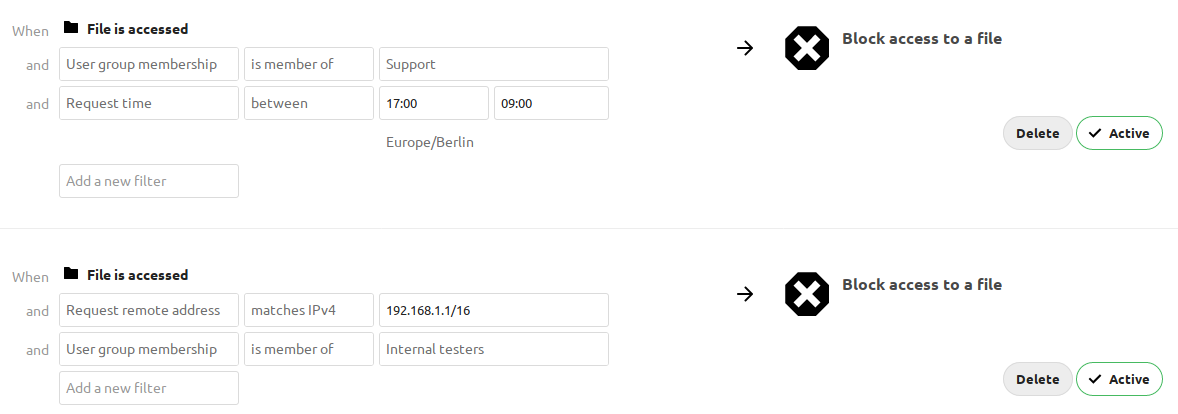 When File is accessed Block access to a file
and User group membership is member of Support
and Request time between 17:00 09:00
Europe/Berlin
Delete Active
Add a new filter
When File is accessed Block access to a file
and Request remote address matches IPv4 192.168.1.1/16
and User group membership is member of Internal testers
Delete Active
Add a new filter